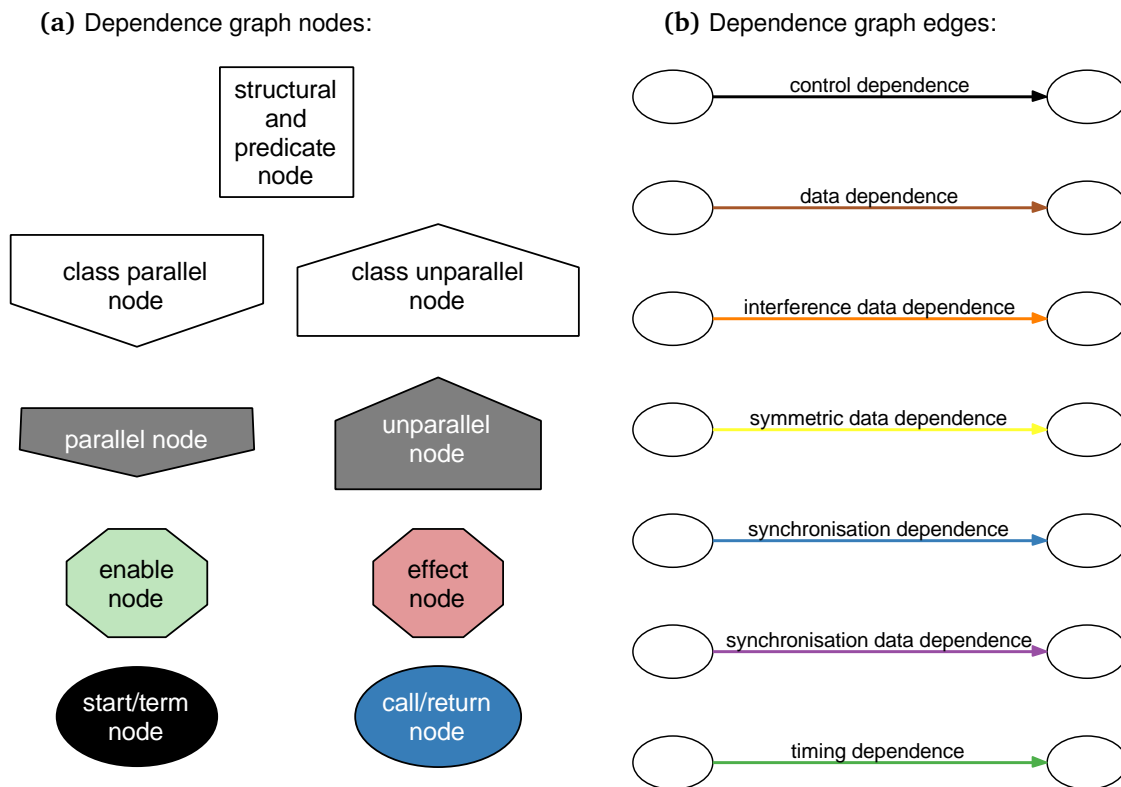 (a) Dependence graph nodes:
structural
and
predicate
node
class parallel
node
class unparallel
node
parallel node
unparallel
node
enable
node
effect
node
start/term
node
call/return
node
(b) Dependence graph edges:
control dependence
data dependence
interference data dependence
symmetric data dependence
synchronisation dependence
synchronisation data dependence
timing dependence